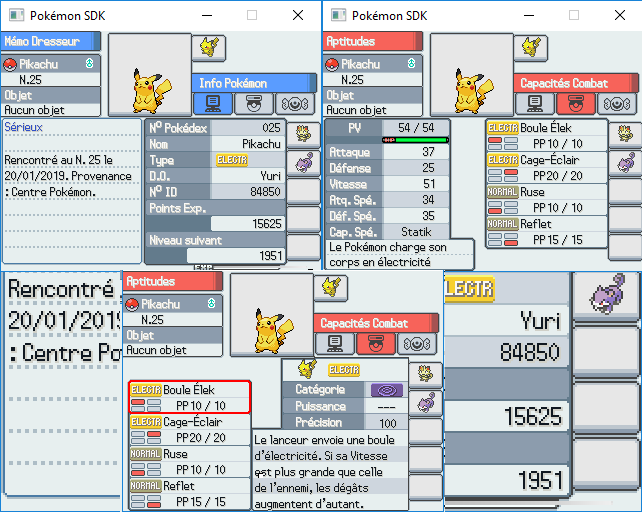 Pokémon SDK
Mémo Dresseur
Pikachu
N.25
Objet
Aucun objet
Info Pokémon
Sérieux
Rencontré au N. 25 le
20/01/2019. Provenance
: Centre Pokémon.
Nº Pokédex 025
Nom Pikachu
Type ELECTR
D.O. Yuri
Nº ID 84850
Points Exp.
15625
Niveau suivant
1951
Pokémon SDK
Aptitudes
Pikachu
N.25
Objet
Aucun objet
Capacités Combat
PV 54 / 54
Attaque 37
Défense 25
Vitesse 51
Atq. Spé. 34
Déf. Spé. 35
Cap. Spé. Statik
Le Pokémon charge son
corps en électricité
ELECTR Boule Élek
PP 10 / 10
ELECTR Cage-Éclair
PP 20 / 20
NORMAL Ruse
PP 10 / 10
NORMAL Reflet
PP 15 / 15
Rencontré
20/01/2019
: Centre Po
Aptitudes
Pikachu
N.25
Objet
Aucun objet
Capacités Combat
ELECTR Boule Élek
PP 10 / 10
ELECTR Cage-Éclair
PP 20 / 20
NORMAL Ruse
PP 10 / 10
NORMAL Reflet
PP 15 / 15
ELECTR
Catégorie
Puissance ---
Précision 100
Le lanceur envoie une boule
d'électricité. Si sa Vitesse
est plus grande que celle
de l'ennemi, les dégâts
augmentent d'autant.
LECTR
Yuri
84850
15625
1951